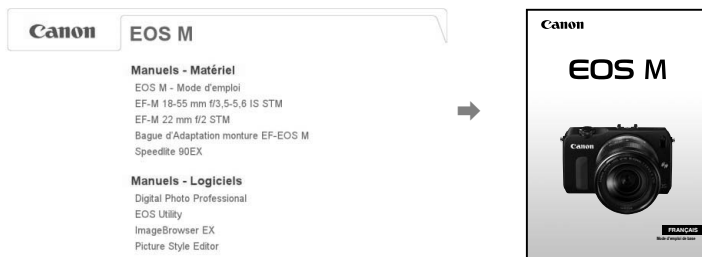 Canon
EOS M
Manuels - Matériel
EOS M - Mode d'emploi
EF-M 18-55 mm f/3,5-5,6 IS STM
EF-M 22 mm f/2 STM
Bague d'Adaptation monture EF-EOS M
Speedlite 90EX
Manuels - Logiciels
Digital Photo Professional
EOS Utility
ImageBrowser EX
Picture Style Editor
Canon
EOS M
Canon
FRANÇAIS
Mode d'emploi de base